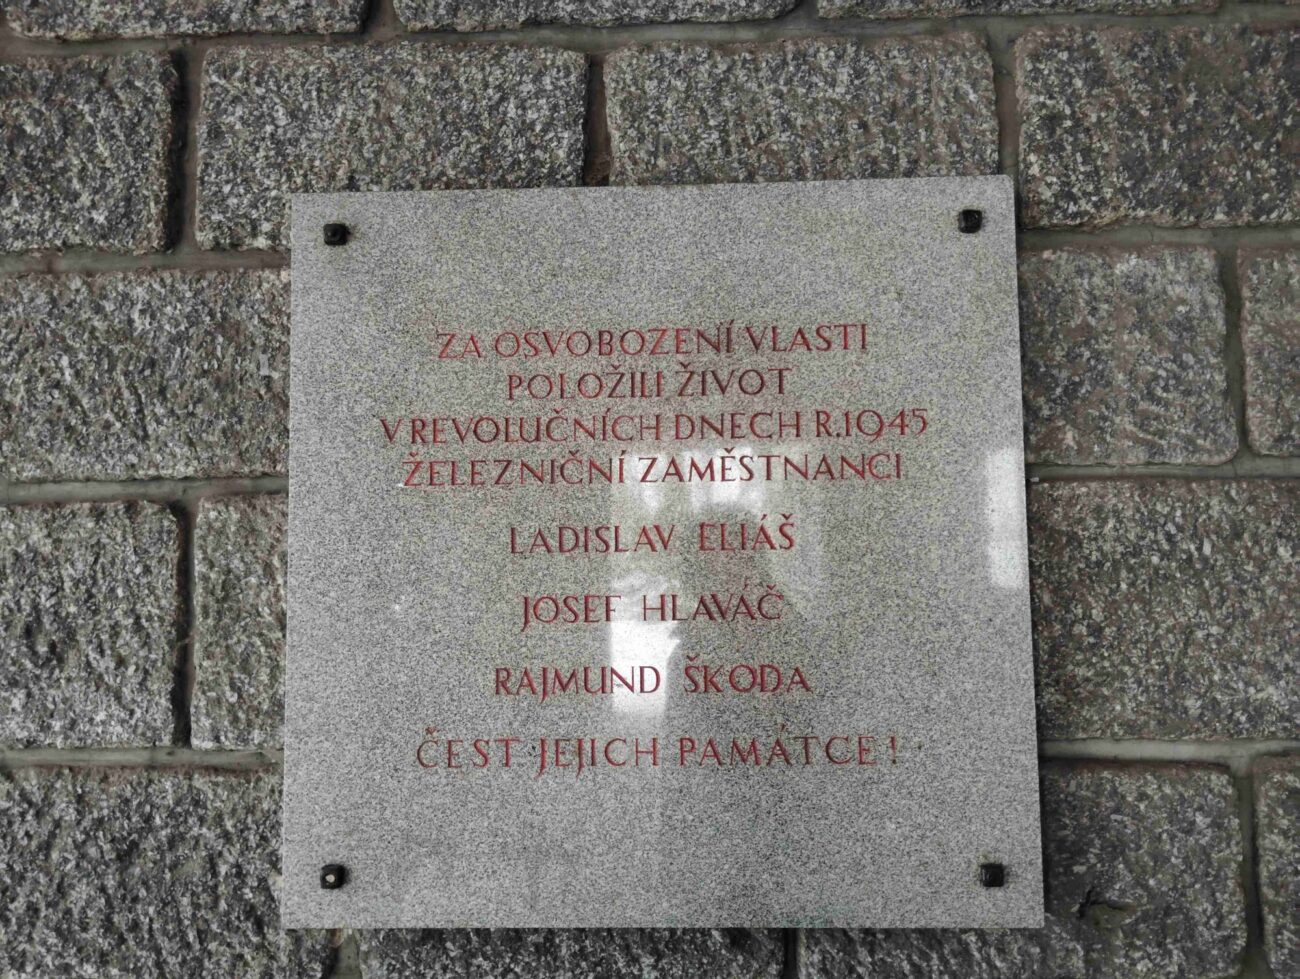 ZA OSVOBOZENÍ VLASTI
POLOŽILI ŽIVOT
V REVOLUČNÍCH DNECH R.1945
ŽELEZNIČNÍ ZAMĚSTNANCI
LADISLAV ELIÁŠ
JOSEF HLAVÁČ
RAJMUND ŠKODA
ČEST JEJICH PAMÁTCE!